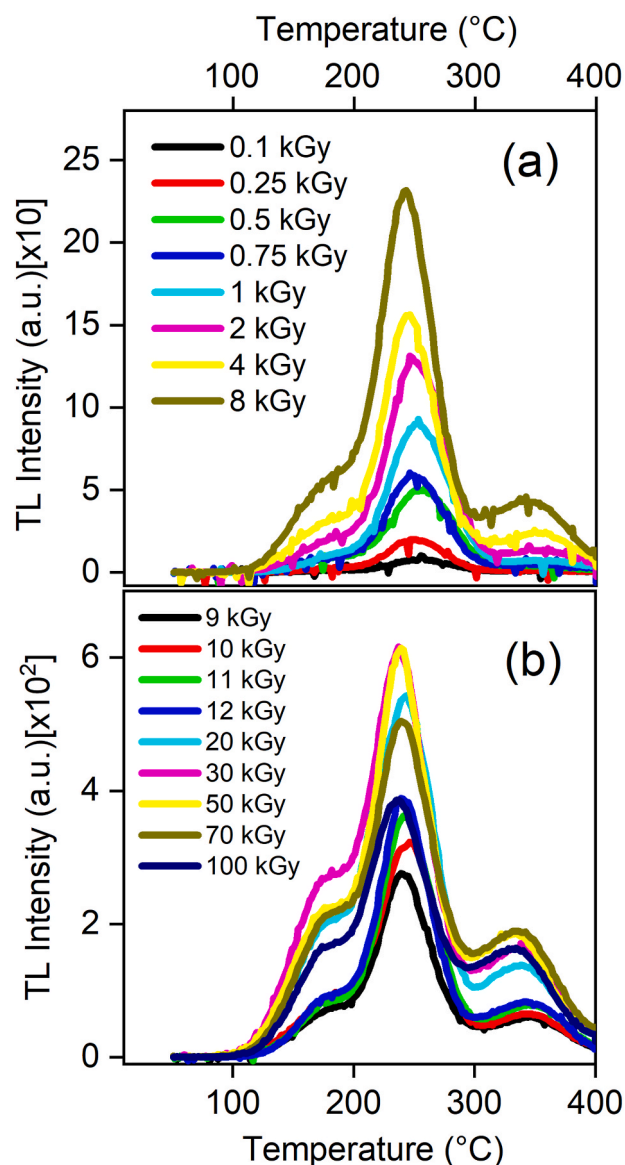 Temperature (°C)
100 200 300 400
(a)
0.1 kGy
0.25 kGy
0.5 kGy
0.75 kGy
1 kGy
2 kGy
4 kGy
8 kGy
25
20
15
10
5
0
TL Intensity (a.u.)[x10]
(b)
9 kGy
10 kGy
11 kGy
12 kGy
20 kGy
30 kGy
50 kGy
70 kGy
100 kGy
6
4
2
0
TL Intensity (a.u.)[x10²]
100 200 300 400
Temperature (°C)